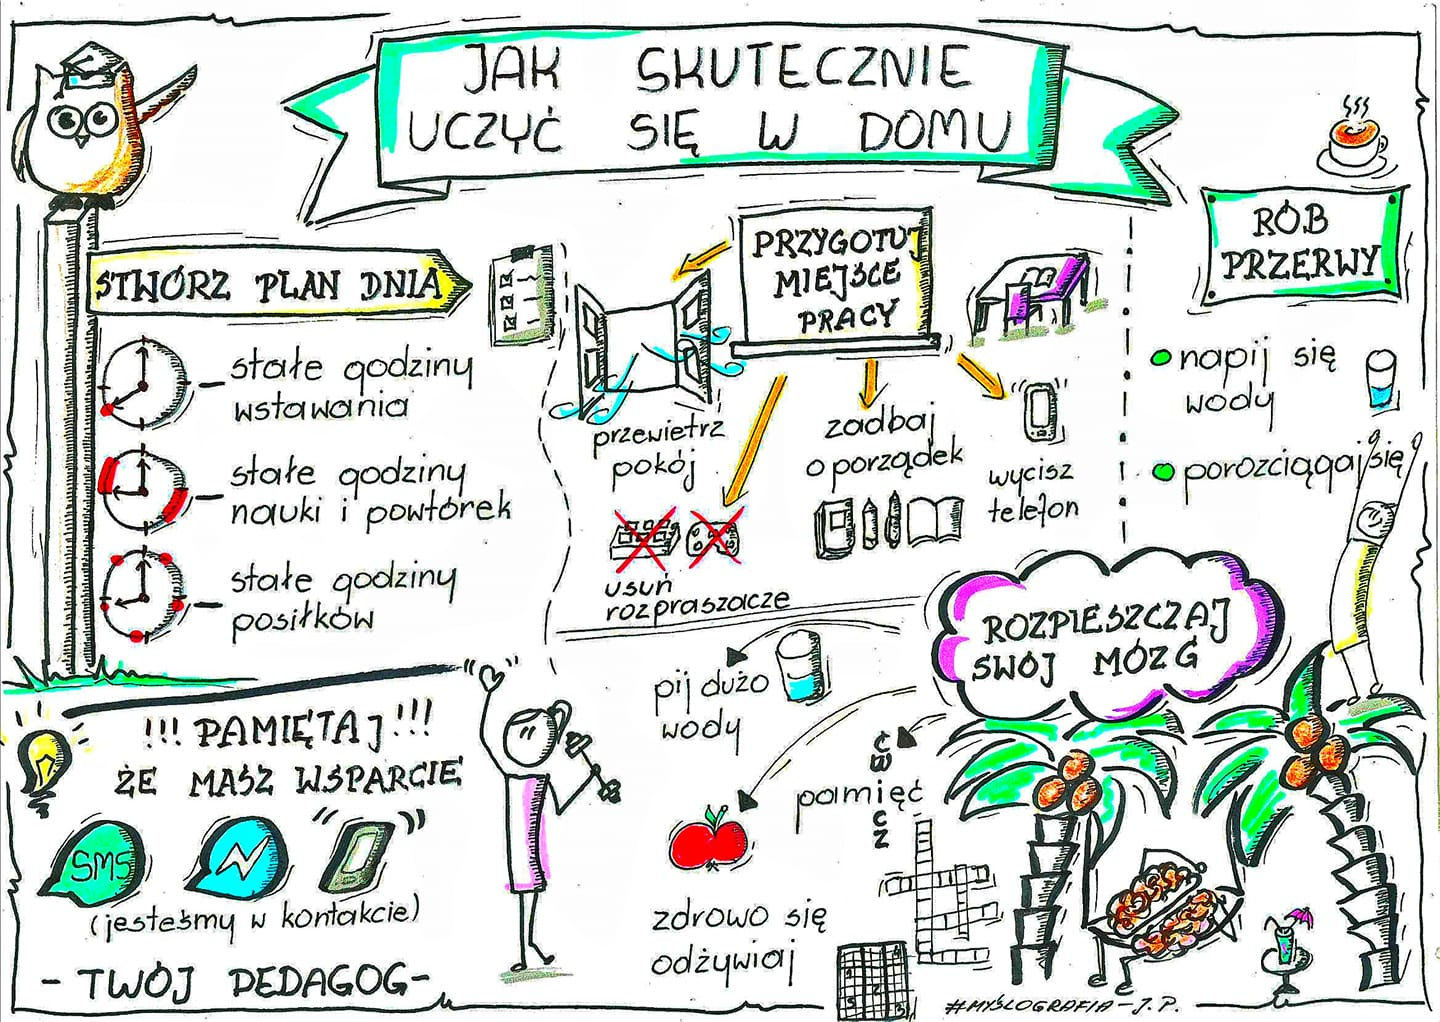 JAK SKUTECZNIE
UCZYĆ SIĘ W DOMU
STWÓRZ PLAN DNIA
stałe godziny
wstawania
stałe godziny
nauki i powtórek
stałe godziny
posiłków
PRZYGOTUJ
MIEJSCE
PRACY
przewietrz
pokój
usuń
rozpraszacze
zadbaj
o porządek
wycisz
telefon
RÓB
PRZERWY
napij się
wody
porozciągaj się
ROZPIESZCZAJ
SWÓJ MÓZG
pij dużo
wody
zdrowo się
odżywiaj
ćwicz
pamięć
!!! PAMIĘTAJ !!!
ŻE MASZ WSPARCIE
SMS
(jesteśmy w kontakcie)
- TWÓJ PEDAGOG -
#MYŚLOGRAFIA - J.P.